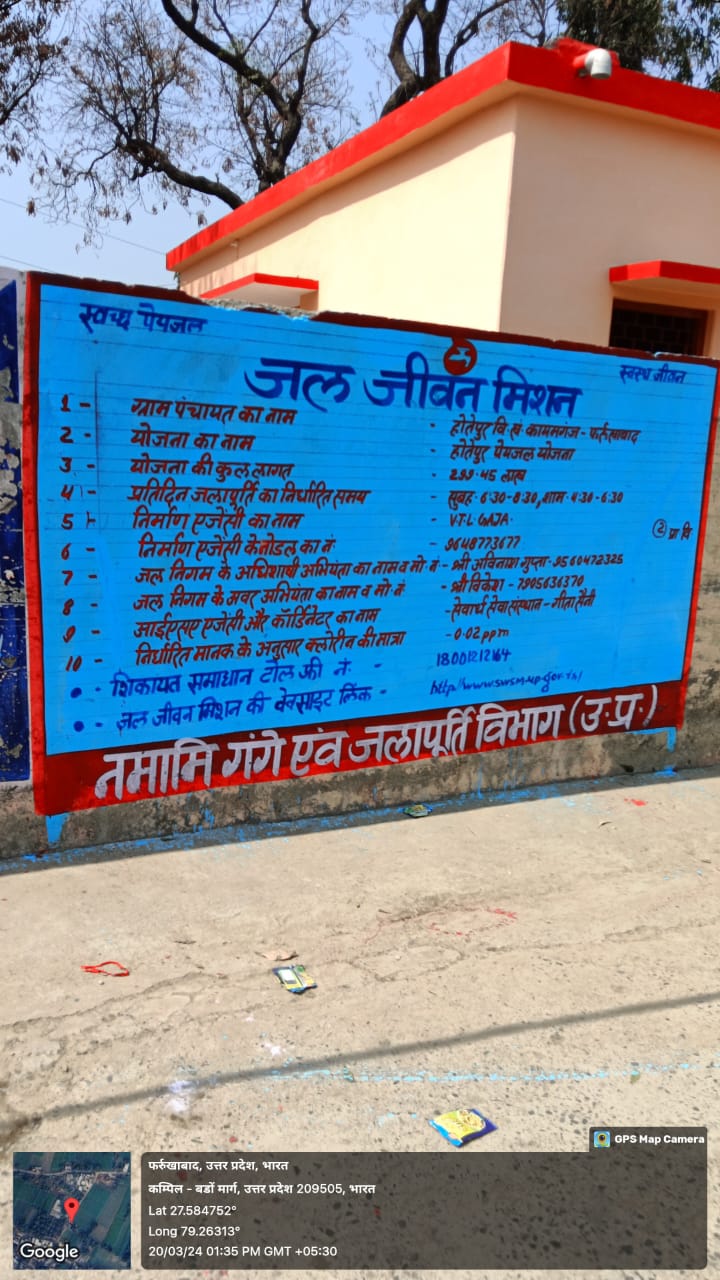 स्वच्छ पेयजल
स्वस्थ जीवन
जल जीवन मिशन
1 - ग्राम पंचायत का नाम - होतेपुर वि.खं कायमगंज - फर्रुखाबाद
2 - योजना का नाम - होतेपुर पेयजल योजना
3 - योजना की कुल लागत - 299.45 लाख
4 - प्रतिदिन जलापूर्ति का निर्धारित समय - सुबह 6:30-8:30, शाम 4:30-6:30
5 - निर्माण एजेंसी का नाम - V.T.L. GAJA.
6 - निर्माण एजेंसी केनोडल का नं - 9648773677
7 - जल निगम के अधिशाषी अभियंता का नाम व मो नं - श्री अविनाश गुप्ता - 9560472325
8 - जल निगम के अवर अभियंता का नाम व मो नं - श्री विकेश - 7905636370
9 - आईएसए एजेंसी और कॉर्डिनेटर का नाम - सेवार्थ सेवा संस्थान - गीता सैनी
10 - निर्धारित मानक के अनुसार क्लोरीन की मात्रा - 0.02 ppm
② प्रा वि
• - शिकायत समाधान टोल फ्री नं. - 18001212164
• - जल जीवन मिशन की वेबसाइट लिंक - http//www.swsm.up.gov.in/
नमामि गंगे एंव जलापूर्ति विभाग (उ.प्र.)
GPS Map Camera
फर्रुखाबाद, उत्तर प्रदेश, भारत
कम्पिल - बडों मार्ग, उत्तर प्रदेश 209505, भारत
Lat 27.584752°
Long 79.26313°
20/03/24 01:35 PM GMT +05:30
Google